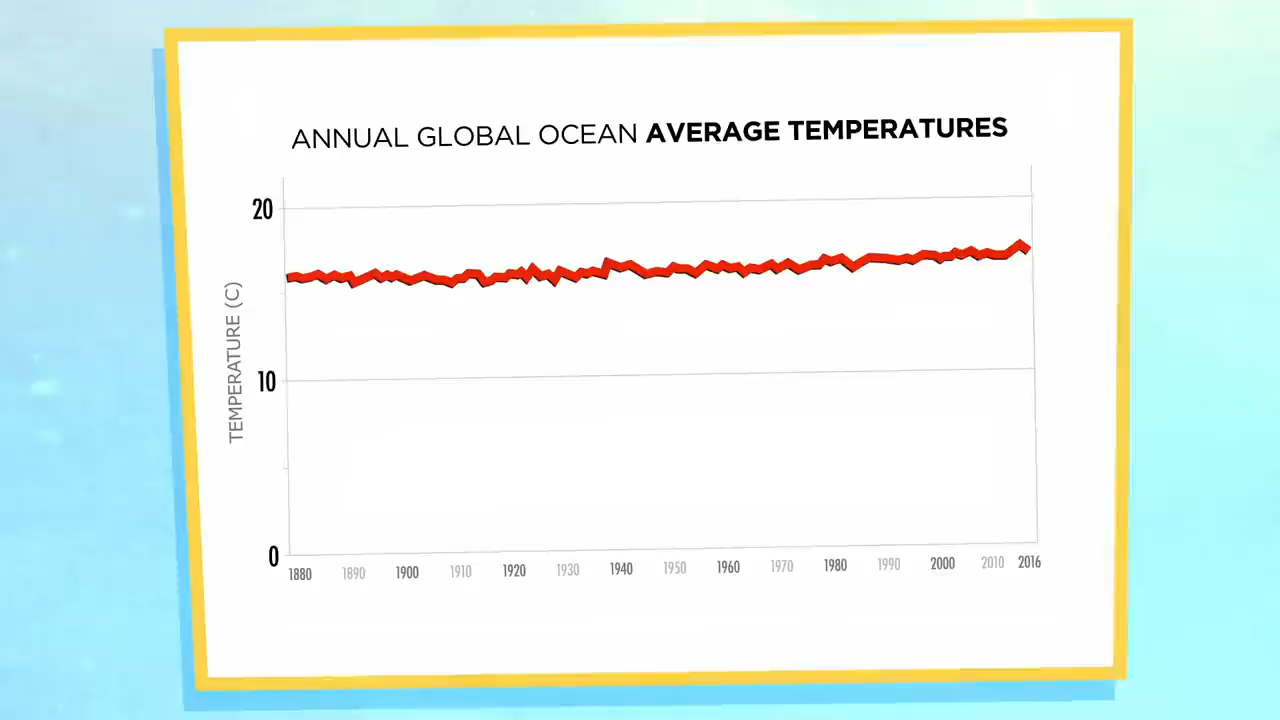 ANNUAL GLOBAL OCEAN AVERAGE TEMPERATURES
20
TEMPERATURE (C)
10
0
1880 1890 1900 1910 1920 1930 1940 1950 1960 1970 1980 1990 2000 2010 2016